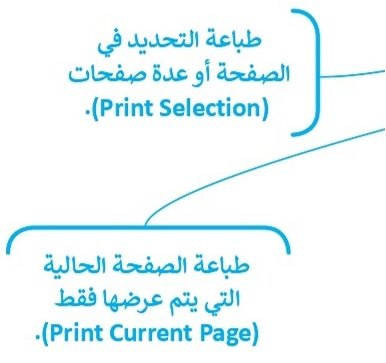 طباعة التحديد في
الصفحة أو عدة صفحات
(Print Selection).
طباعة الصفحة الحالية
التي يتم عرضها فقط
(Print Current Page).